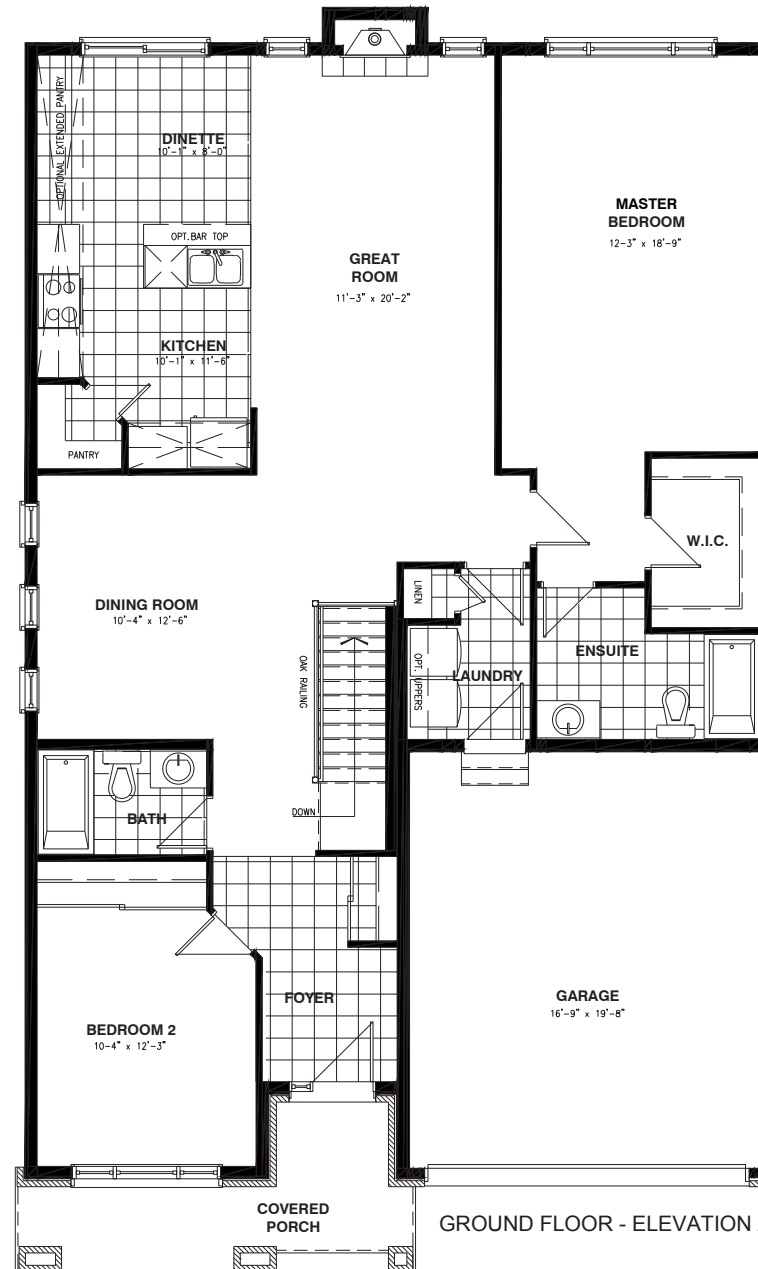 OPTIONAL EXTENDED PANTRY
DINETTE
10'-1" x 8'-0"
OPT. BAR TOP
KITCHEN
10'-1" x 11'-6"
PANTRY
GREAT
ROOM
11'-3" x 20'-2"
MASTER
BEDROOM
12-3" x 18'-9"
W.I.C.
DINING ROOM
10'-4" x 12'-6"
OAK RAILING
DOWN
LINEN
OPT. UPPERS
LAUNDRY
ENSUITE
BATH
FOYER
BEDROOM 2
10-4" x 12'-3"
GARAGE
16'-9" x 19'-8"
COVERED
PORCH
GROUND FLOOR - ELEVATION